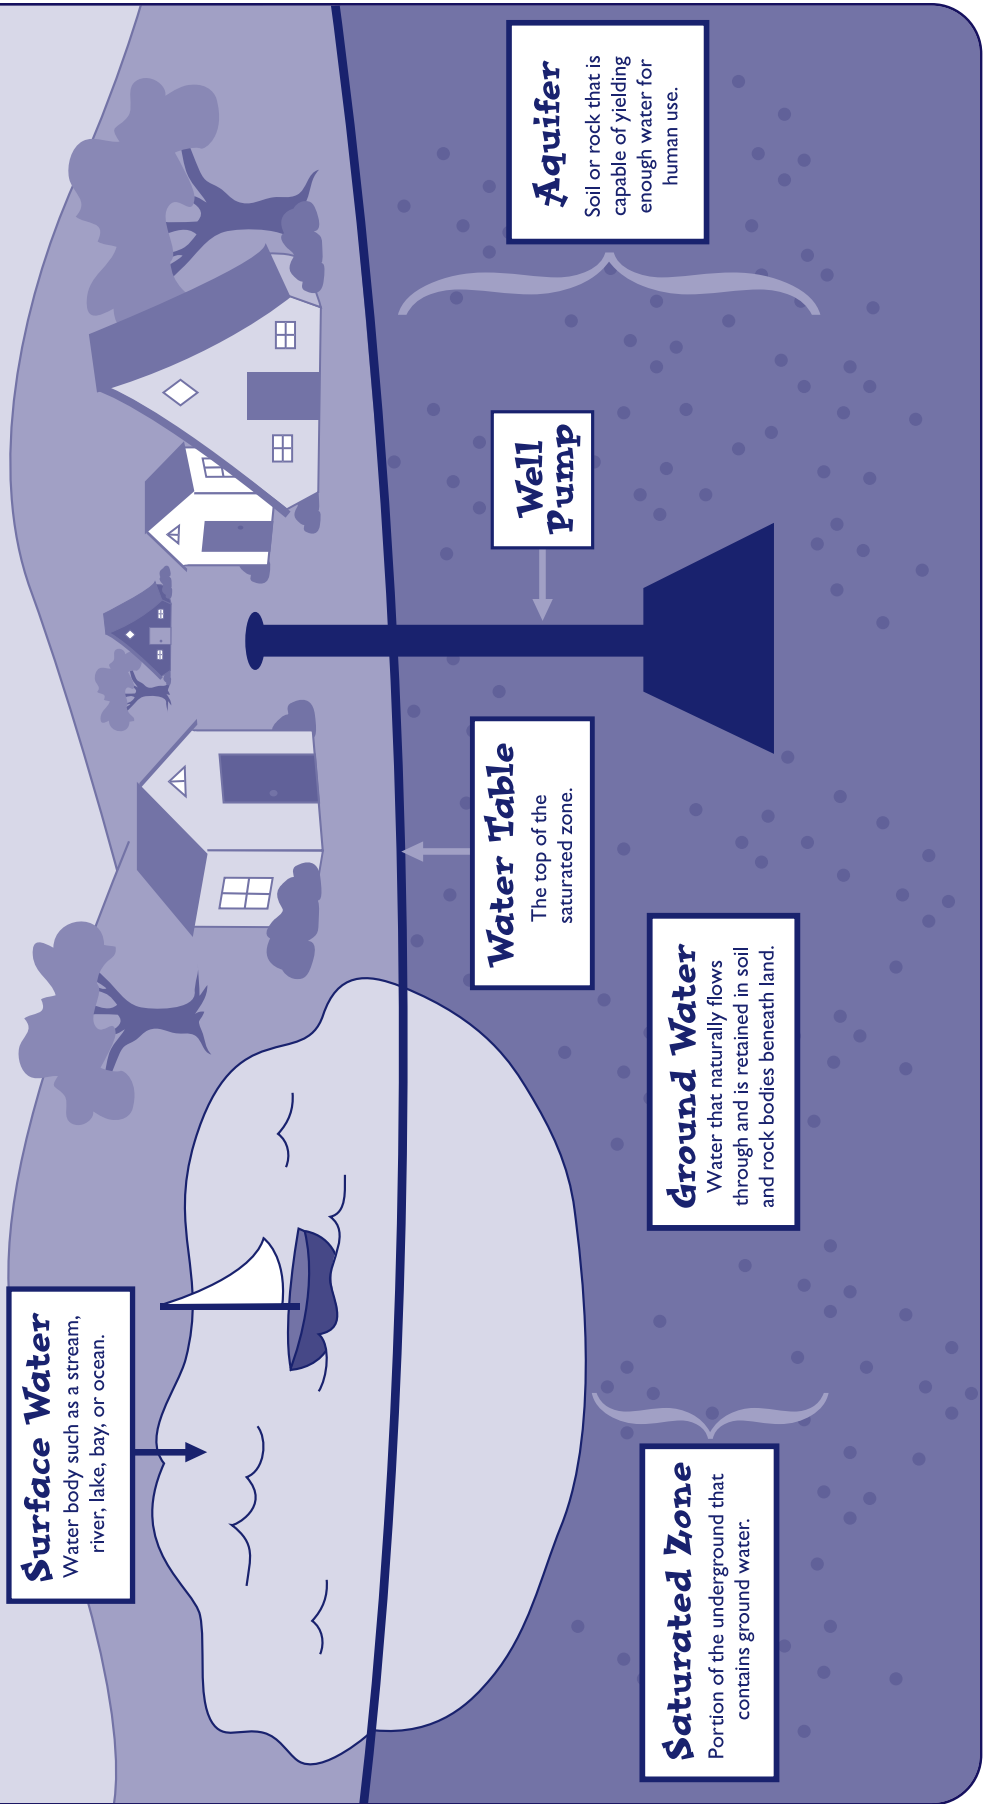 Surface Water
Water body such as a stream,
river, lake, bay, or ocean.
Water Table
The top of the
saturated zone.
Well
Pump
Aquifer
Soil or rock that is
capable of yielding
enough water for
human use.
Saturated Zone
Portion of the underground that
contains ground water.
Ground Water
Water that naturally flows
through and is retained in soil
and rock bodies beneath land.